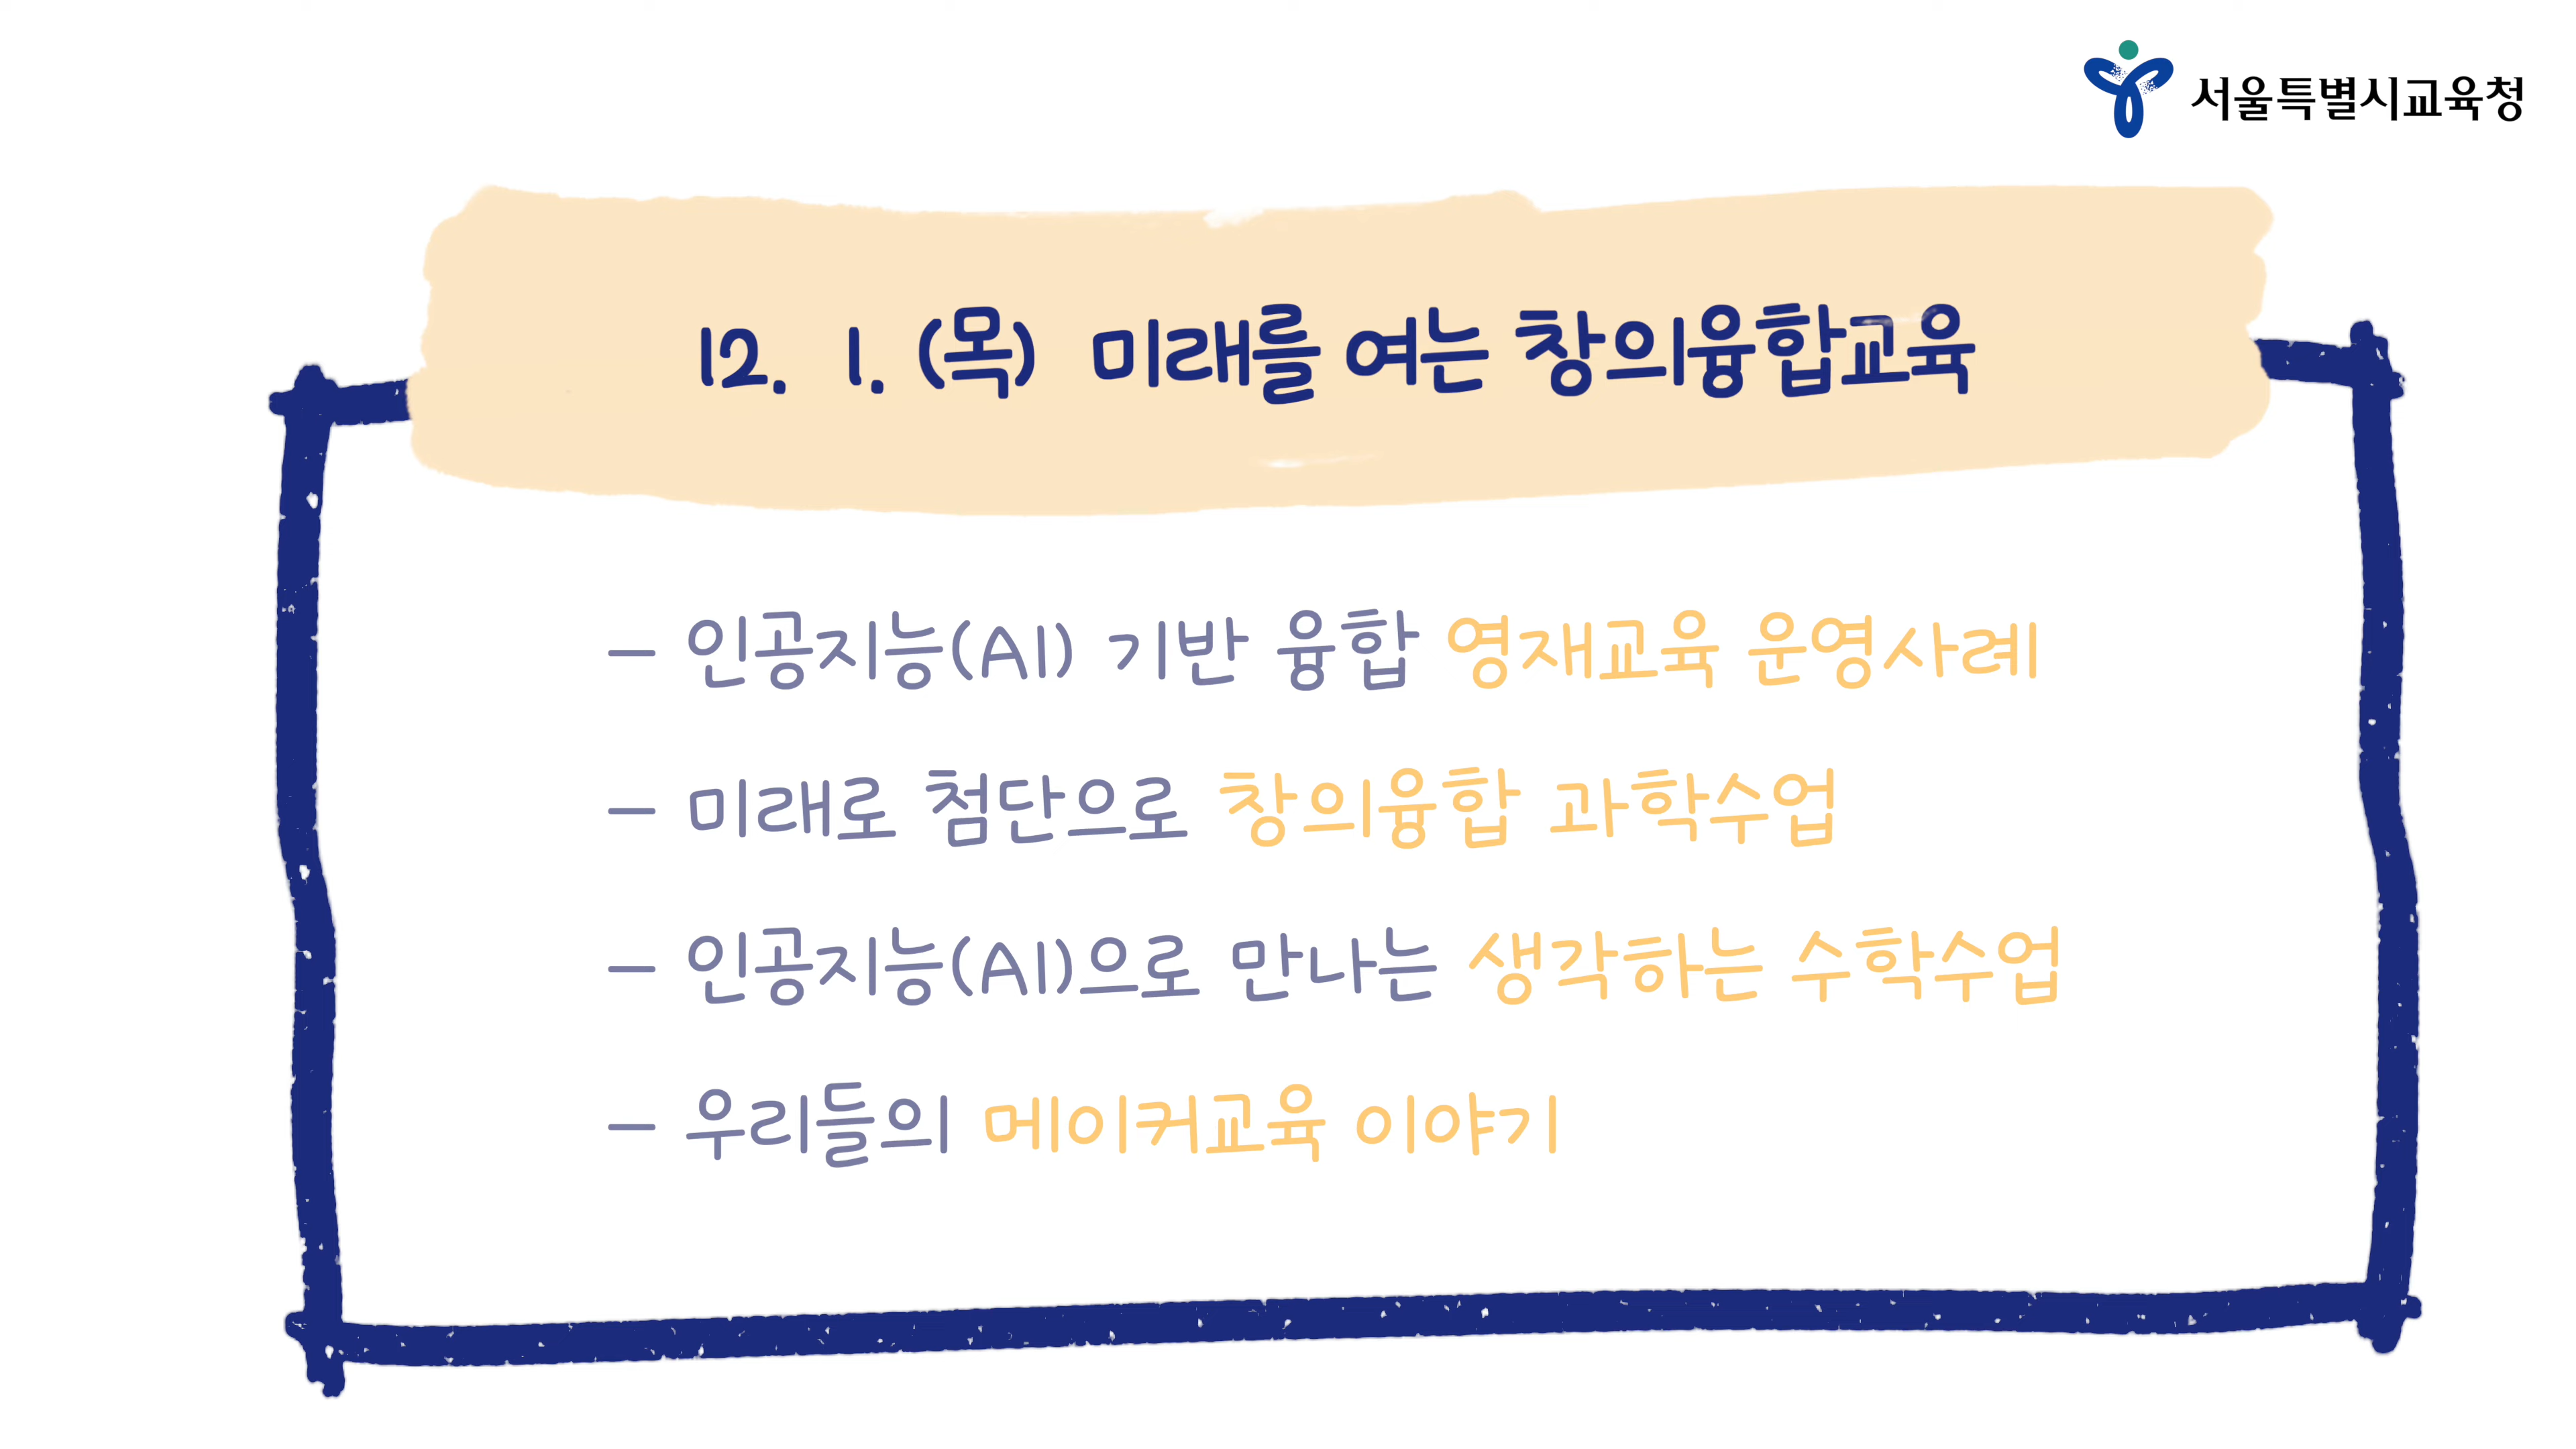 서울특별시교육청
12. 1. (목) 미래를 여는 창의융합교육
- 인공지능(AI) 기반 융합 영재교육 운영사례
- 미래로 첨단으로 창의융합 과학수업
- 인공지능(AI)으로 만나는 생각하는 수학수업
- 우리들의 메이커교육 이야기